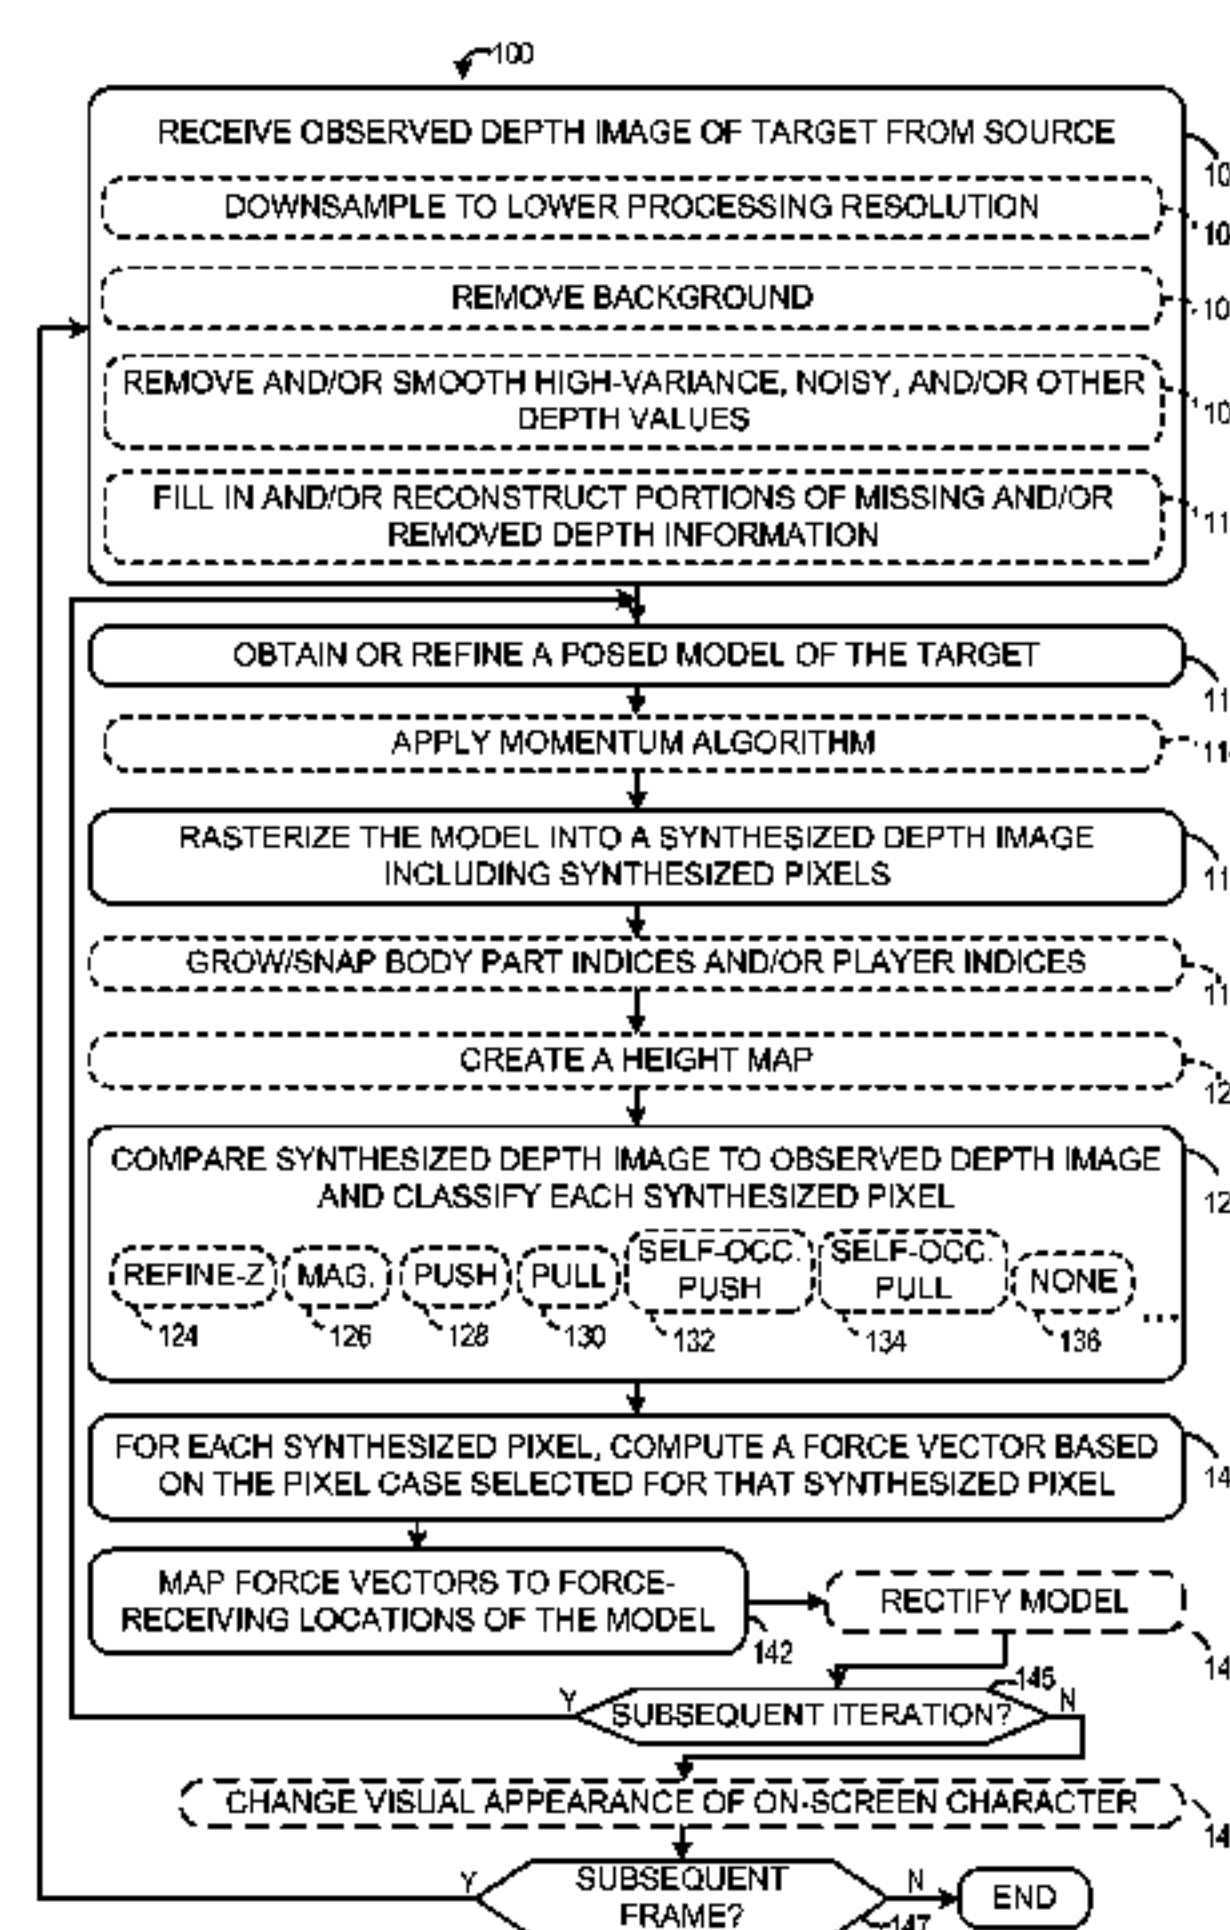 100
RECEIVE OBSERVED DEPTH IMAGE OF TARGET FROM SOURCE
DOWNSAMPLE TO LOWER PROCESSING RESOLUTION
REMOVE BACKGROUND
REMOVE AND/OR SMOOTH HIGH-VARIANCE, NOISY, AND/OR OTHER
DEPTH VALUES
FILL IN AND/OR RECONSTRUCT PORTIONS OF MISSING AND/OR
REMOVED DEPTH INFORMATION
OBTAIN OR REFINE A POSED MODEL OF THE TARGET
APPLY MOMENTUM ALGORITHM
RASTERIZE THE MODEL INTO A SYNTHESIZED DEPTH IMAGE
INCLUDING SYNTHESIZED PIXELS
GROW/SNAP BODY PART INDICES AND/OR PLAYER INDICES
CREATE A HEIGHT MAP
COMPARE SYNTHESIZED DEPTH IMAGE TO OBSERVED DEPTH IMAGE
AND CLASSIFY EACH SYNTHESIZED PIXEL
REFINE-Z MAG. PUSH PULL SELF-OCC. PUSH SELF-OCC. PULL NONE ...
124 126 128 130 132 134 136
FOR EACH SYNTHESIZED PIXEL, COMPUTE A FORCE VECTOR BASED
ON THE PIXEL CASE SELECTED FOR THAT SYNTHESIZED PIXEL
MAP FORCE VECTORS TO FORCE-
RECEIVING LOCATIONS OF THE MODEL
142
RECTIFY MODEL
145
Y SUBSEQUENT ITERATION? N
CHANGE VISUAL APPEARANCE OF ON-SCREEN CHARACTER
Y SUBSEQUENT
FRAME? N
147
END